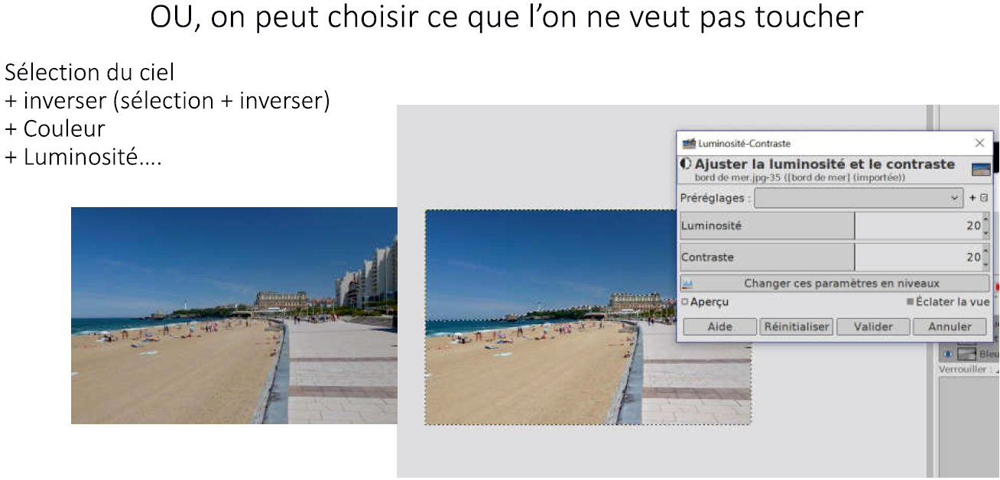 OU, on peut choisir ce que l’on ne veut pas toucher
Sélection du ciel
+ inverser (sélection + inverser)
+ Couleur
+ Luminosité....
Luminosité-Contraste
Ajuster la luminosité et le contraste
bord de mer.jpg-35 ([bord de mer] (importée))
Préréglages :
Luminosité 20
Contraste 20
Changer ces paramètres en niveaux
Aperçu Éclater la vue
Aide Réinitialiser Valider Annuler
Bleu
Verrouiller :